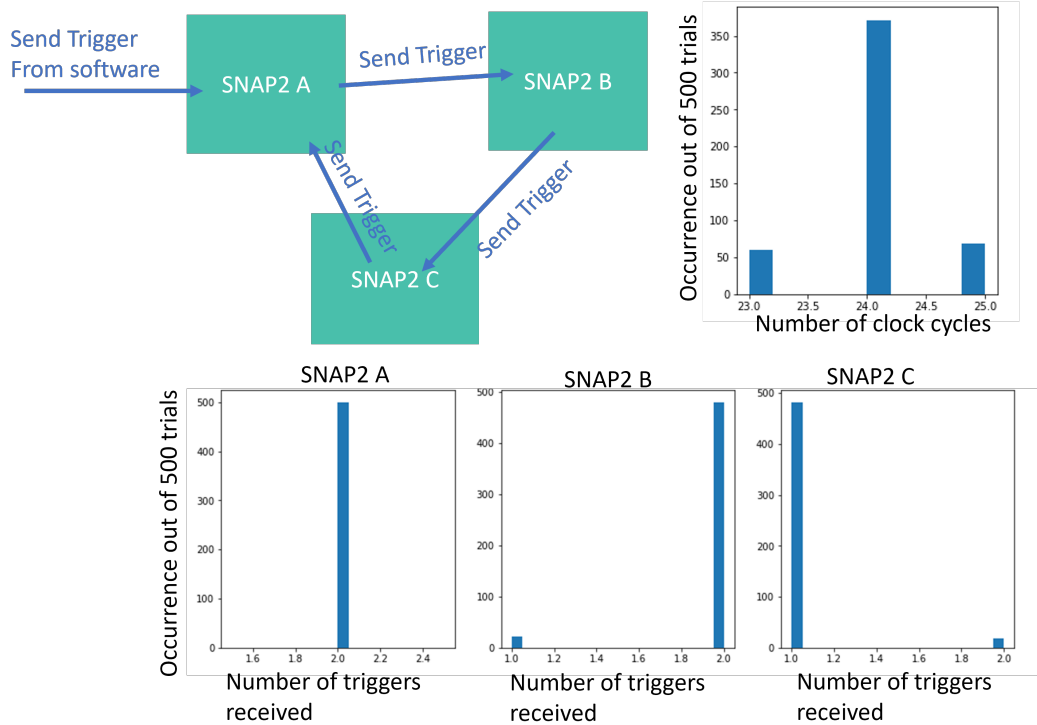 Send Trigger
From software
SNAP2 A
Send Trigger
SNAP2 B
Send Trigger
Send Trigger
SNAP2 C
Occurrence out of 500 trials
350
300
250
200
150
100
50
0
23.0 23.5 24.0 24.5 25.0
Number of clock cycles
SNAP2 A
Occurrence out of 500 trials
500
400
300
200
100
0
1.6 1.8 2.0 2.2 2.4
Number of triggers
received
SNAP2 B
500
400
300
200
100
0
1.0 1.2 1.4 1.6 1.8 2.0
Number of triggers
received
SNAP2 C
500
400
300
200
100
0
1.0 1.2 1.4 1.6 1.8 2.0
Number of triggers
received